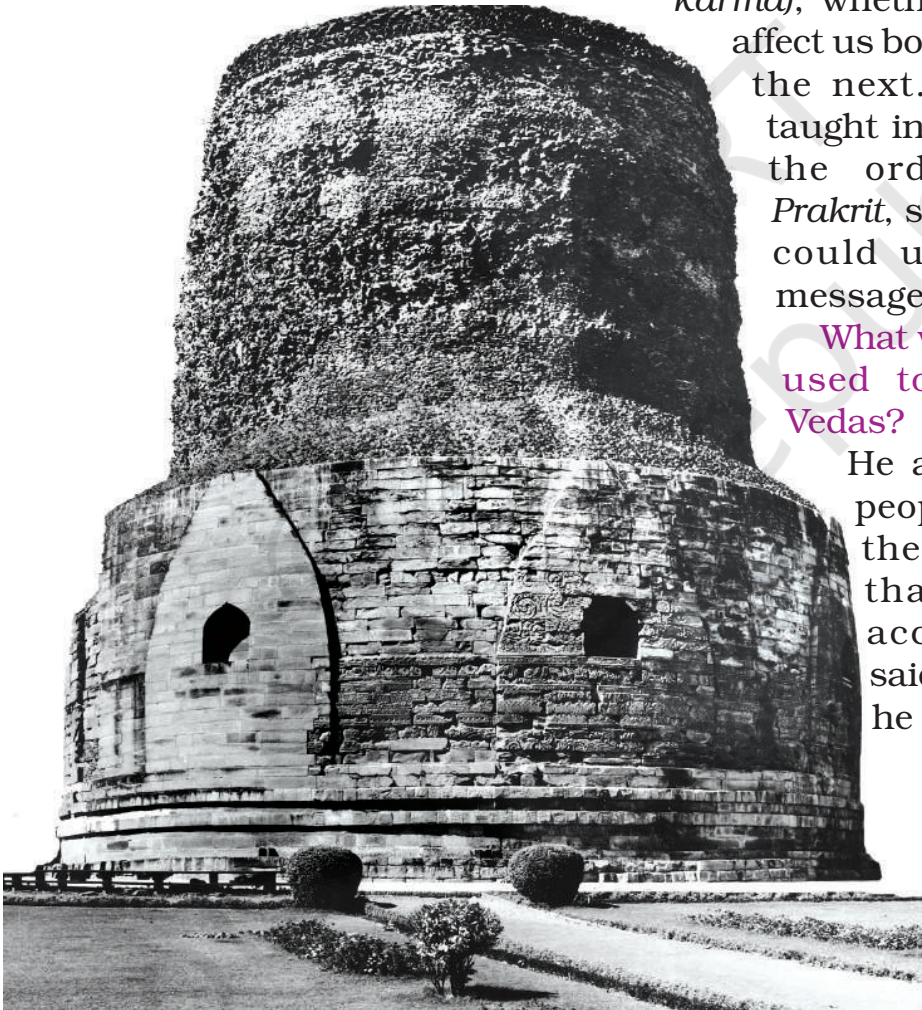 karma), wheth
affect us bo
the next.
taught in
the ord
Prakrit, s
could u
message
What w
used to
Vedas?
He a
peop
the
tha
acc
said
he